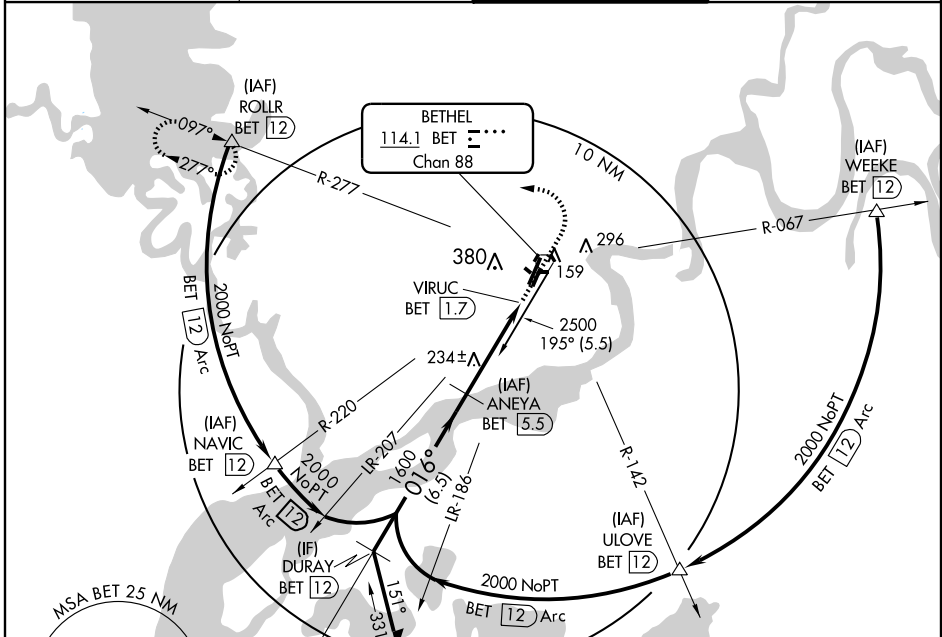 (IAF)
ROLLR
BET 12
097°
277°
R-277
BETHEL
114.1 BET
Chan 88
10 NM
(IAF)
WEEKE
BET 12
R-067
296
380
159
VIRUC
BET 1.7
2500
195° (5.5)
234±
(IAF)
ANEYA
BET 5.5
BET 12 Arc
2000 NoPT
R-220
LR-207
(IAF)
NAVIC
BET 12
2000
NoPT
BET 12
Arc
1600
016°
(6.5)
LR-186
R-142
2000 NoPT
BET 12 Arc
(IAF)
ULOVE
BET 12
(IF)
DURAY
BET 12
2000 NoPT
BET 12 Arc
151°
331
MSA BET 25 NM